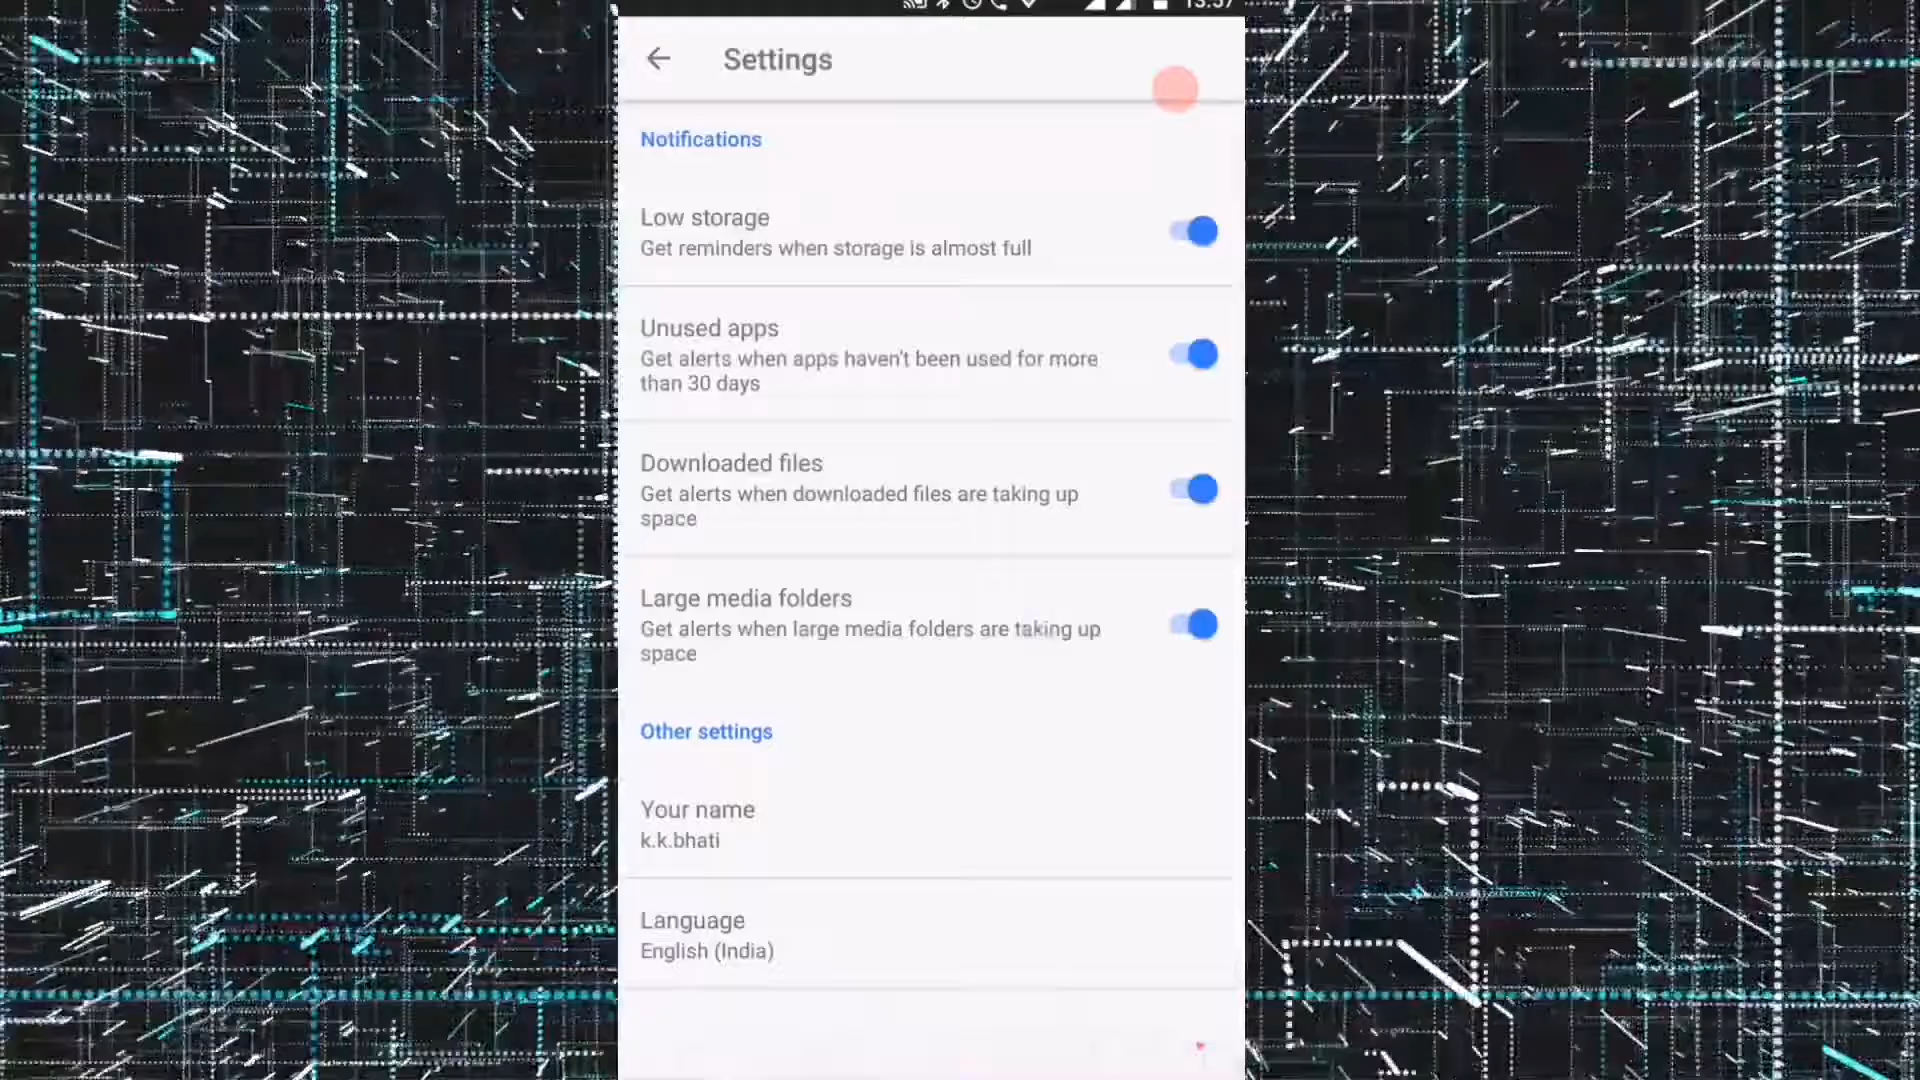 13:57
Settings
Notifications
Low storage
Get reminders when storage is almost full
Unused apps
Get alerts when apps haven't been used for more
than 30 days
Downloaded files
Get alerts when downloaded files are taking up
space
Large media folders
Get alerts when large media folders are taking up
space
Other settings
Your name
k.k.bhati
Language
English (India)